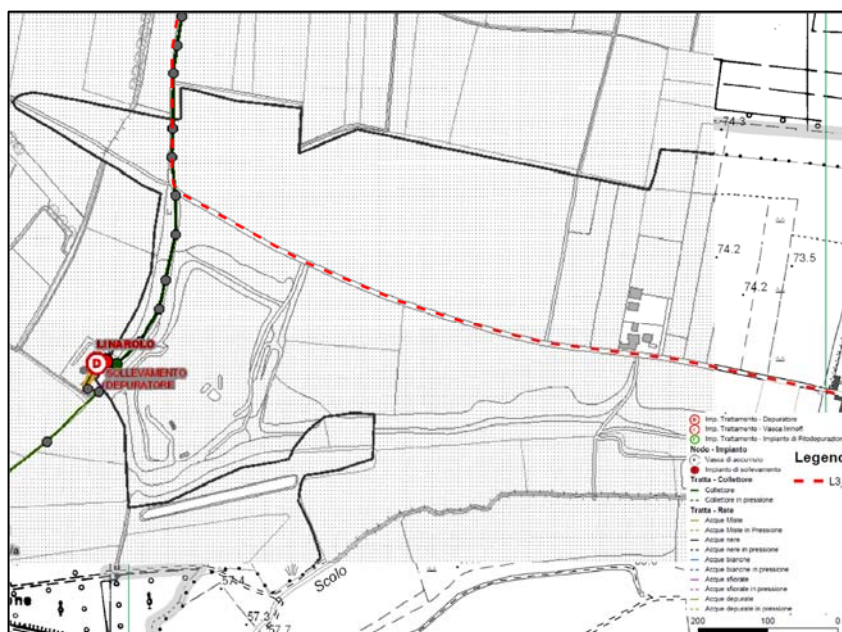 74.3
74.2
73.5
74.2
LINAROLO
D
SOLLEVAMENTO
DEPURATORE
Imp. Trattamento - Depuratore
Imp. Trattamento - Vasca Imhoff
Imp. Trattamento - Impianto di Fitodepurazion
Nodo - Impianto
Vasca di accumulo
Impianto di sollevamento
Tratta - Collettore
Collettore
Collettore in pressione
Tratta - Rete
Acque Miste
Acque Miste in Pressione
Acque nere
Acque nere in pressione
Acque bianche
Acque bianche in pressione
Acque sfiorate
Acque sfiorate in pressione
Acque depurate
Acque depurate in pressione
Legend
L3
Scolo
57.4
57.3
57.7
ne
200
100
0